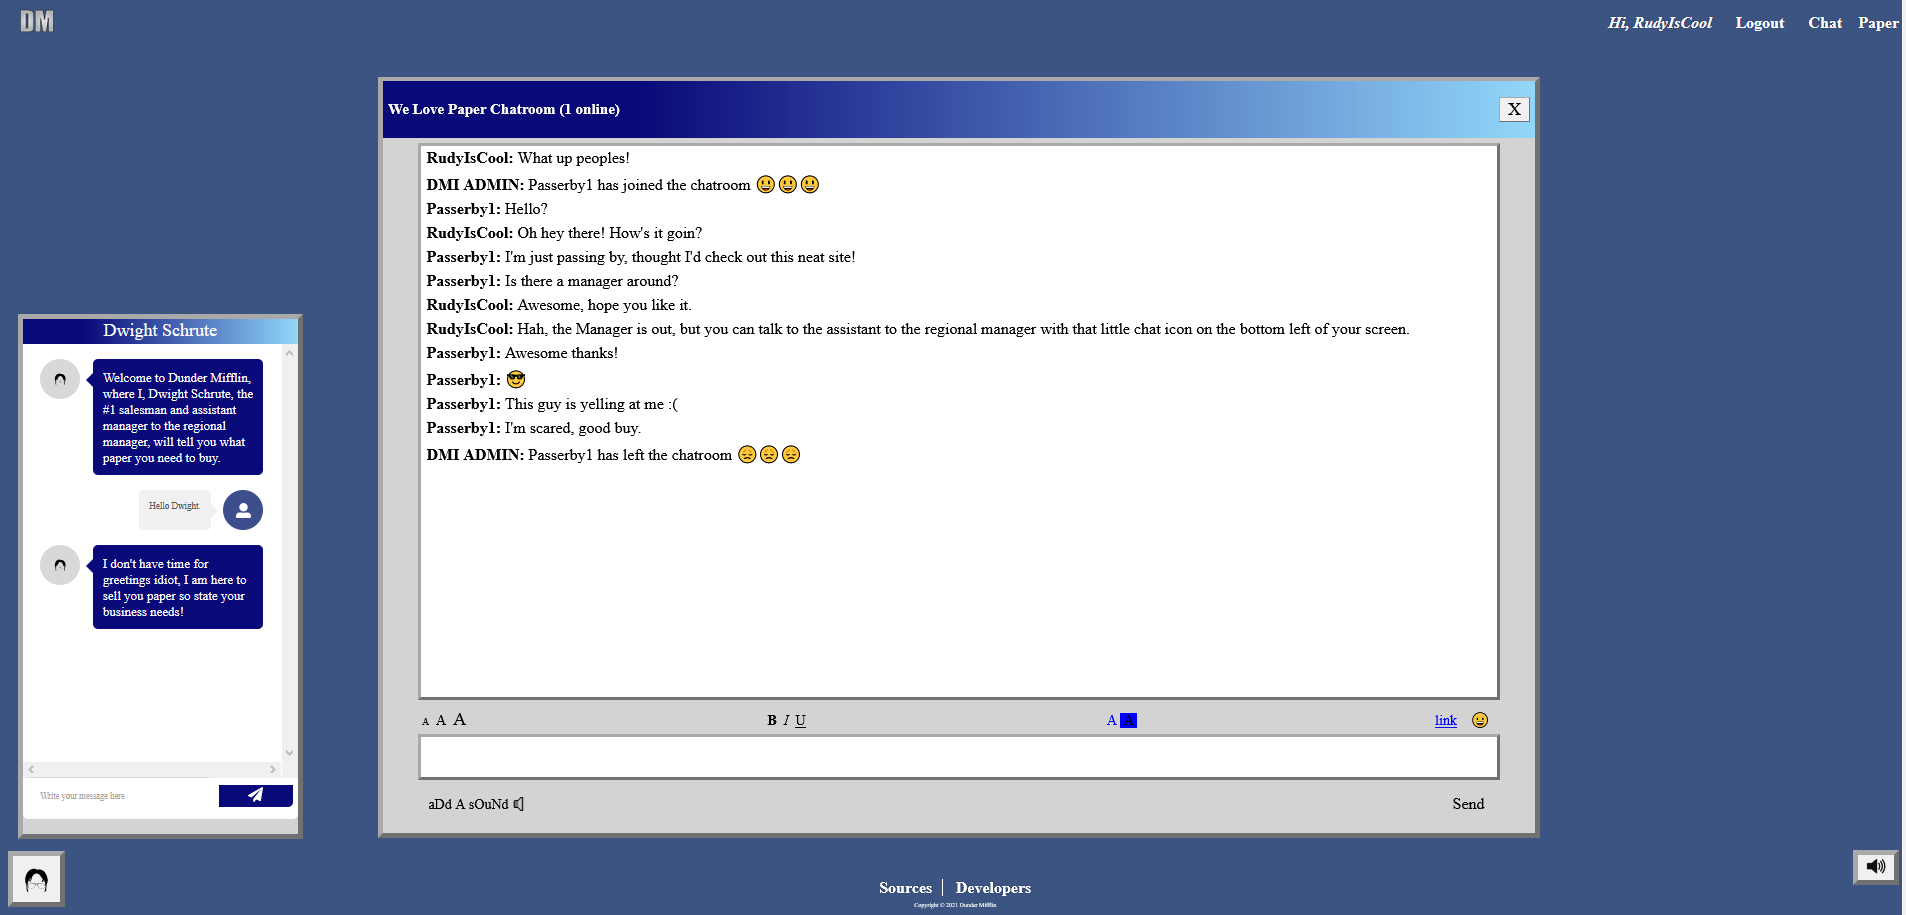 DM
Hi, RudyIsCool Logout Chat Paper
We Love Paper Chatroom (1 online)
X
RudyIsCool: What up peoples!
DMI ADMIN: Passerby1 has joined the chatroom 😀😀😀
Passerby1: Hello?
RudyIsCool: Oh hey there! How's it goin?
Passerby1: I'm just passing by, thought I'd check out this neat site!
Passerby1: Is there a manager around?
RudyIsCool: Awesome, hope you like it.
RudyIsCool: Hah, the Manager is out, but you can talk to the assistant to the regional manager with that little chat icon on the bottom left of your screen.
Passerby1: Awesome thanks!
Passerby1: 😎
Passerby1: This guy is yelling at me :(
Passerby1: I'm scared, good buy.
DMI ADMIN: Passerby1 has left the chatroom 😞😞😞
A A A
B I U
A A
link
aDd A sOuNd
Send
Dwight Schrute
Welcome to Dunder Mifflin,
where I, Dwight Schrute, the
#1 salesman and assistant
manager to the regional
manager, will tell you what
paper you need to buy.
Hello Dwight.
I don't have time for
greetings idiot, I am here to
sell you paper so state your
business needs!
Write your message here
Sources | Developers
Copyright © 2021 Dunder Mifflin